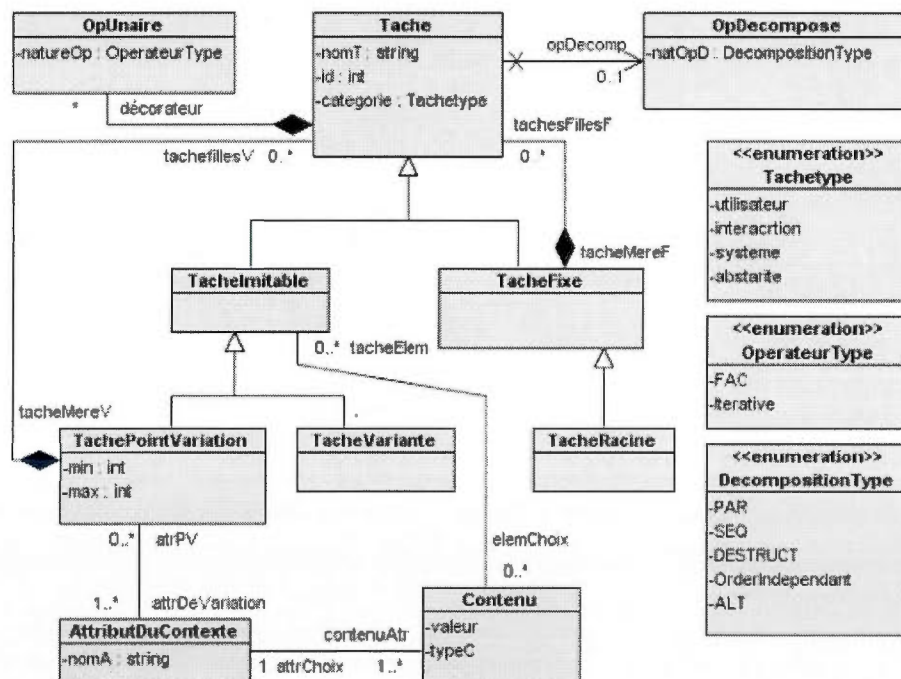 OpUnaire
-natureOp : OperateurType
*
décorateur
Tache
-nomT : string
-id : int
-categorie : Tachetype
opDecomp
0..1
OpDecompose
-natOpD : DecompositionType
tachefillesV 0..*
tachesFillesF
0..*
<<enumeration>>
Tachetype
-utilisateur
-interacrtion
-systeme
-abstarite
TacheImitable
tacheMereF
TacheFixe
0..* tacheElem
<<enumeration>>
OperateurType
-FAC
-Iterative
tacheMereV
TachePointVariation
-min : int
-max : int
TacheVariante
TacheRacine
<<enumeration>>
DecompositionType
-PAR
-SEQ
-DESTRUCT
-OrderIndependant
-ALT
0..* atrPV
elemChoix
0..*
1..* attrDeVariation
AttributDuContexte
-nomA : string
contenuAtr
1 attrChoix 1..*
Contenu
-valeur
-typeC